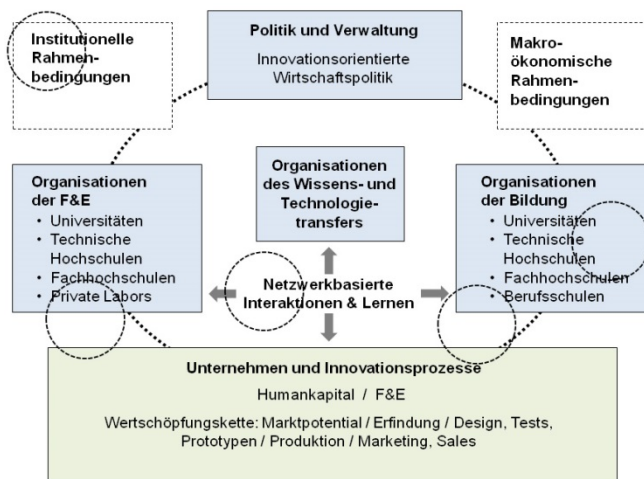 Institutionelle
Rahmen-
bedingungen
Politik und Verwaltung
Innovationsorientierte
Wirtschaftspolitik
Makro-
ökonomische
Rahmen-
bedingungen
Organisationen
der F&E
• Universitäten
• Technische
Hochschulen
• Fachhochschulen
• Private Labors
Organisationen
des Wissens- und
Technologie-
transfers
Organisationen
der Bildung
• Universitäten
• Technische
Hochschulen
• Fachhochschulen
• Berufsschulen
Netzwerkbasierte
Interaktionen & Lernen
Unternehmen und Innovationsprozesse
Humankapital / F&E
Wertschöpfungskette: Marktpotential / Erfindung / Design, Tests,
Prototypen / Produktion / Marketing, Sales